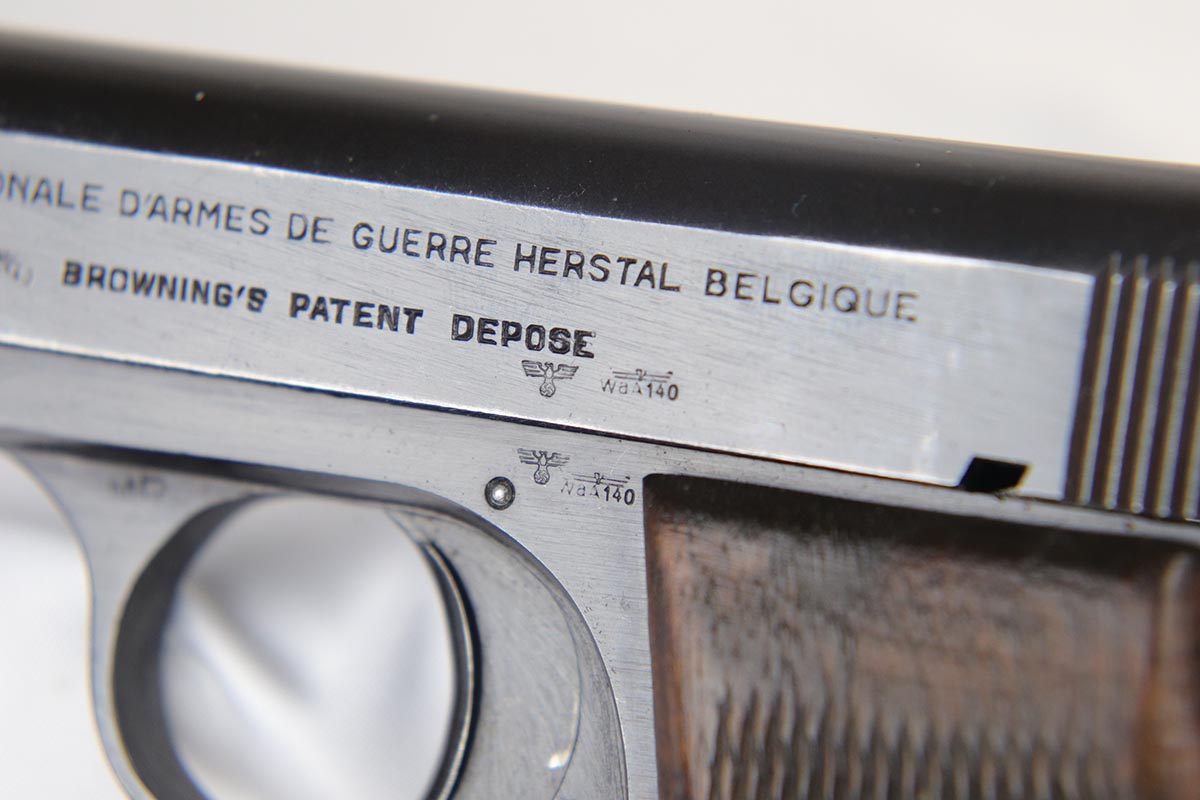 ONALE D'ARMES DE GUERRE HERSTAL BELGIQUE
BROWNING'S PATENT DEPOSE
WaA140
WaA140